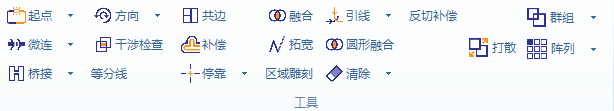 起点 方向 共边 融合 引线 反切补偿 群组
微连 干涉检查 补偿 拓宽 圆形融合 打散 阵列
桥接 等分线 停靠 区域雕刻 清除
工具